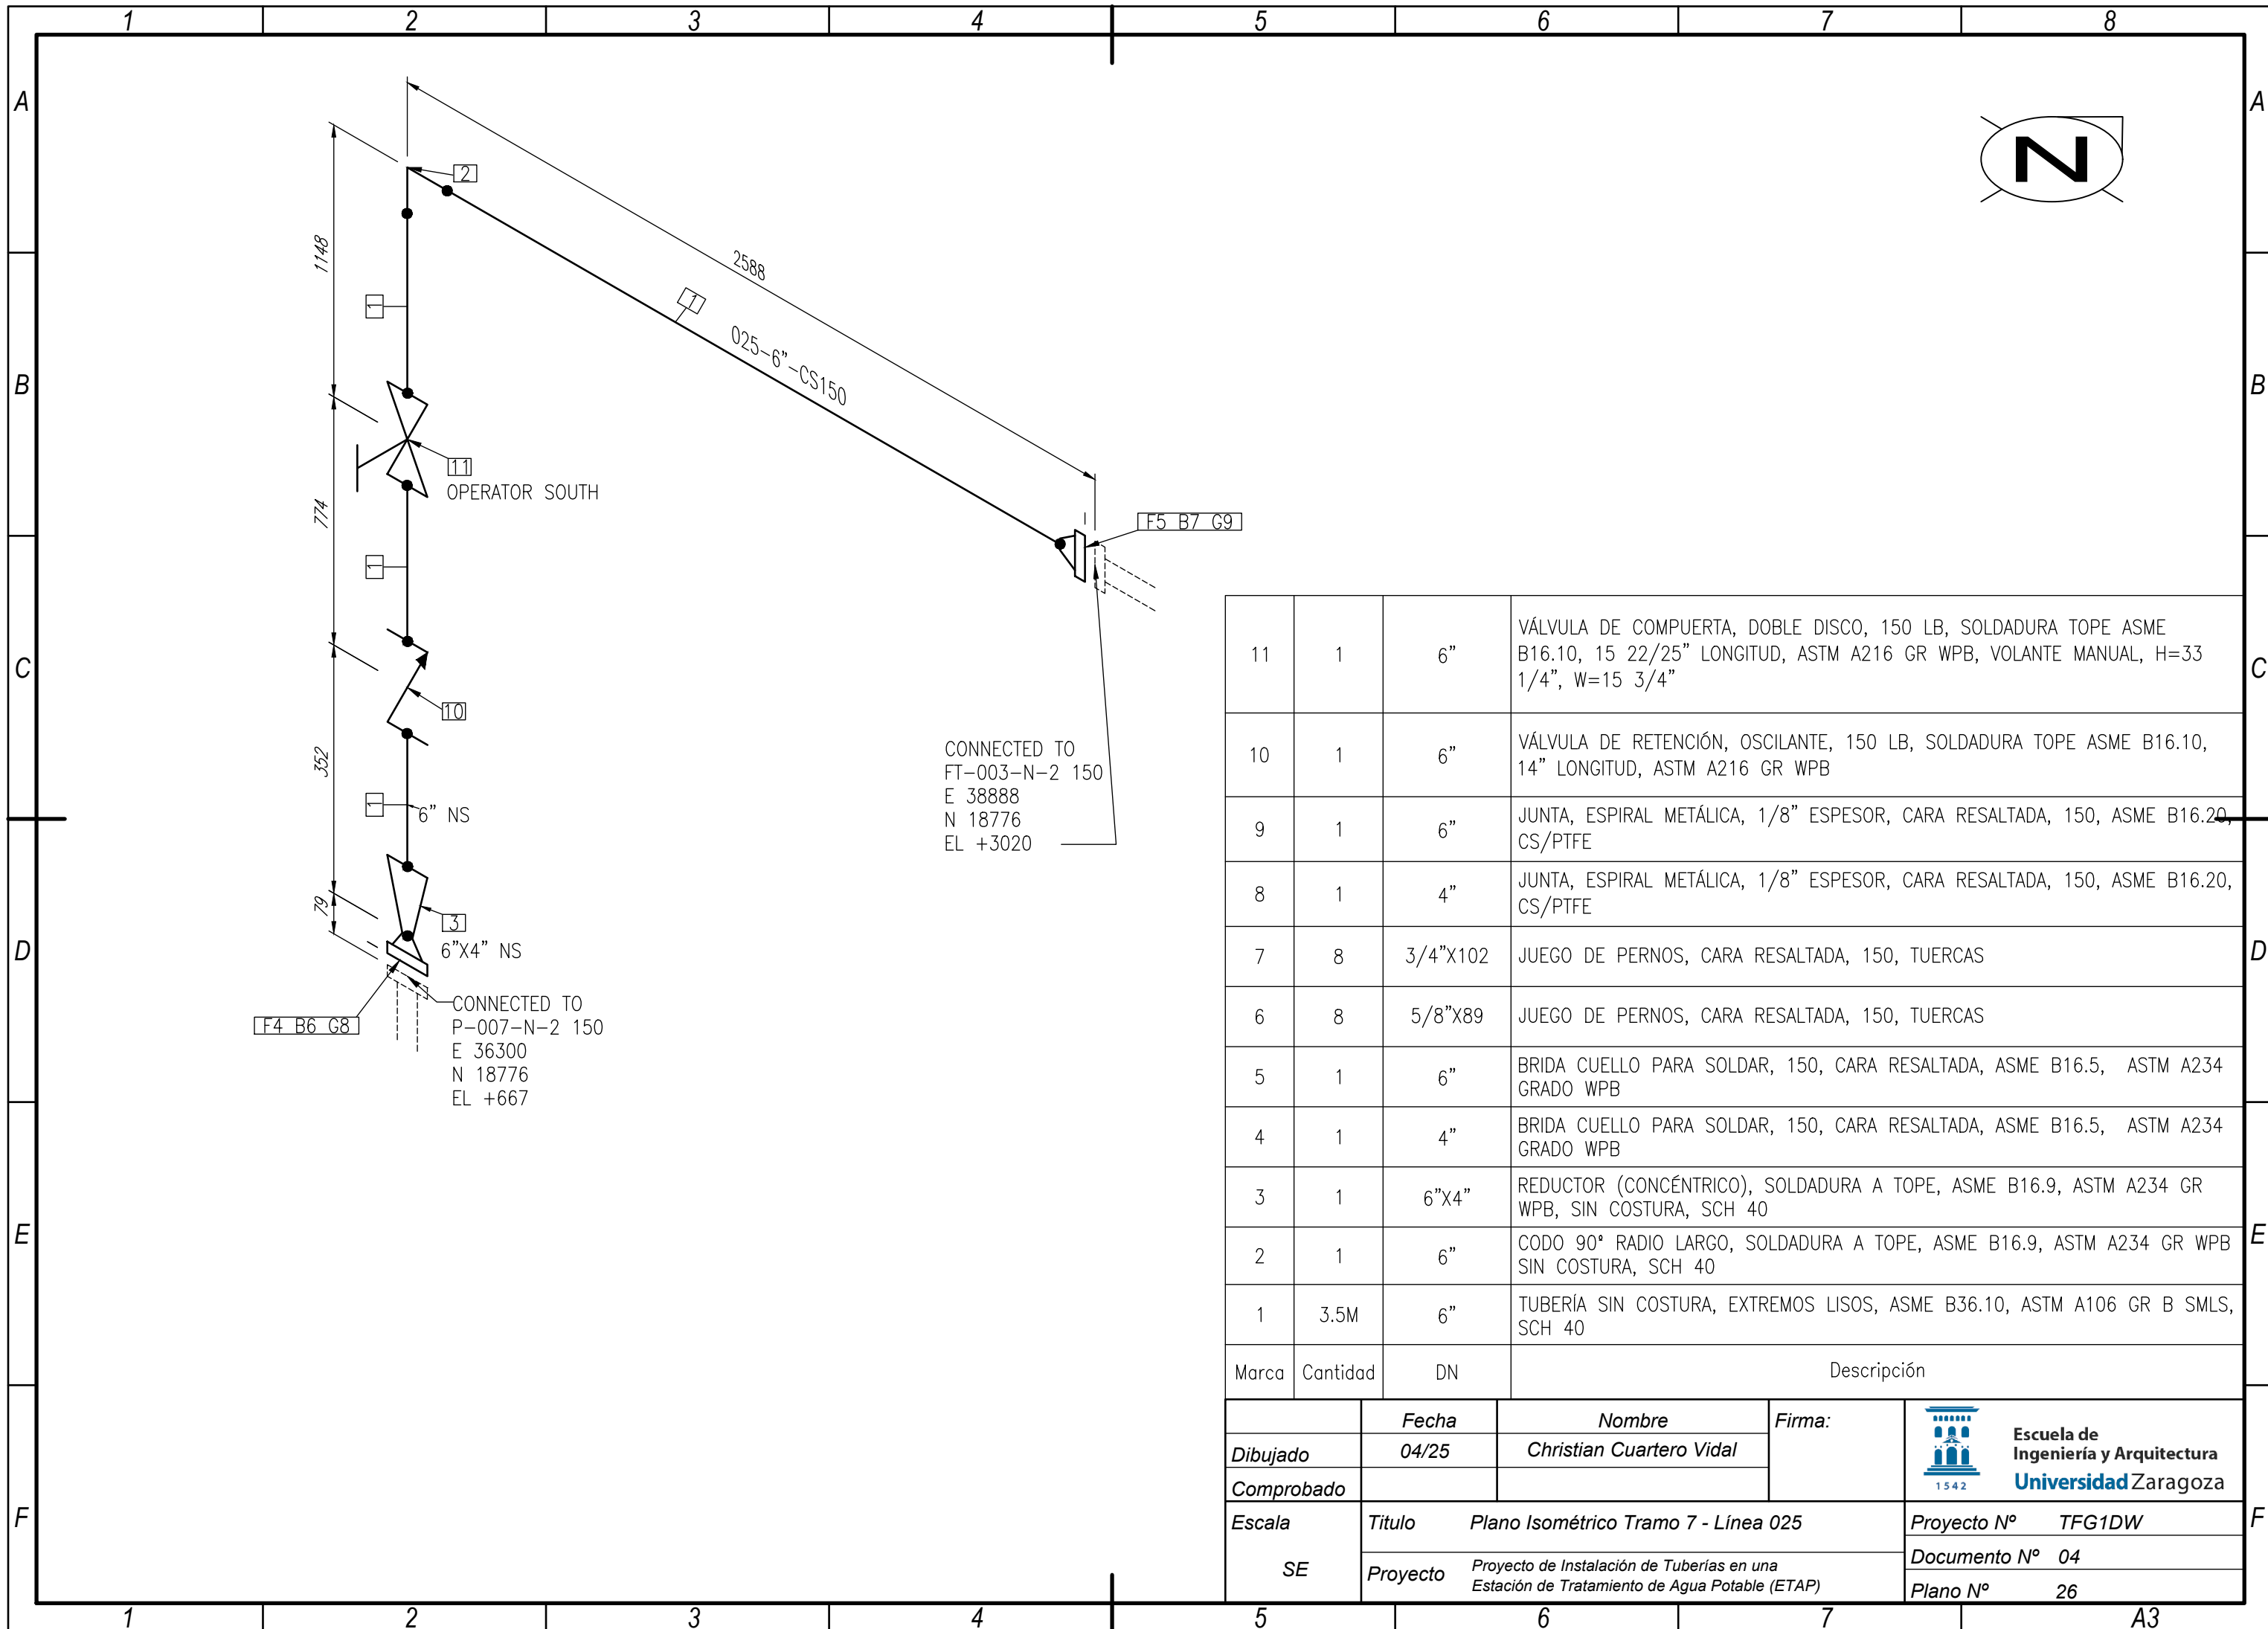 1 2 3 4 5 6 7 8
A A
B B
C C
D D
E E
F F
N
2
1148
2588
1
1
025-6"-CS150
11
OPERATOR SOUTH
774
F5 B7 G9
1
10
352
CONNECTED TO
FT-003-N-2 150
E 38888
N 18776
EL +3020
1
6" NS
79
3
6"X4" NS
F4 B6 G8
CONNECTED TO
P-007-N-2 150
E 36300
N 18776
EL +667
11 1 6" VÁLVULA DE COMPUERTA, DOBLE DISCO, 150 LB, SOLDADURA TOPE ASME
B16.10, 15 22/25" LONGITUD, ASTM A216 GR WPB, VOLANTE MANUAL, H=33
1/4", W=15 3/4"
10 1 6" VÁLVULA DE RETENCIÓN, OSCILANTE, 150 LB, SOLDADURA TOPE ASME B16.10,
14" LONGITUD, ASTM A216 GR WPB
9 1 6" JUNTA, ESPIRAL METÁLICA, 1/8" ESPESOR, CARA RESALTADA, 150, ASME B16.20,
CS/PTFE
8 1 4" JUNTA, ESPIRAL METÁLICA, 1/8" ESPESOR, CARA RESALTADA, 150, ASME B16.20,
CS/PTFE
7 8 3/4"X102 JUEGO DE PERNOS, CARA RESALTADA, 150, TUERCAS
6 8 5/8"X89 JUEGO DE PERNOS, CARA RESALTADA, 150, TUERCAS
5 1 6" BRIDA CUELLO PARA SOLDAR, 150, CARA RESALTADA, ASME B16.5, ASTM A234
GRADO WPB
4 1 4" BRIDA CUELLO PARA SOLDAR, 150, CARA RESALTADA, ASME B16.5, ASTM A234
GRADO WPB
3 1 6"X4" REDUCTOR (CONCÉNTRICO), SOLDADURA A TOPE, ASME B16.9, ASTM A234 GR
WPB, SIN COSTURA, SCH 40
2 1 6" CODO 90° RADIO LARGO, SOLDADURA A TOPE, ASME B16.9, ASTM A234 GR WPB
SIN COSTURA, SCH 40
1 3.5M 6" TUBERÍA SIN COSTURA, EXTREMOS LISOS, ASME B36.10, ASTM A106 GR B SMLS,
SCH 40
Marca Cantidad DN Descripción
Fecha Nombre Firma:
Dibujado 04/25 Christian Cuartero Vidal
Comprobado
1542
Escuela de
Ingeniería y Arquitectura
Universidad Zaragoza
Escala
SE
Titulo Plano Isométrico Tramo 7 - Línea 025
Proyecto Proyecto de Instalación de Tuberías en una
Estación de Tratamiento de Agua Potable (ETAP)
Proyecto Nº TFG1DW
Documento Nº 04
Plano Nº 26
1 2 3 4 5 6 7 A3